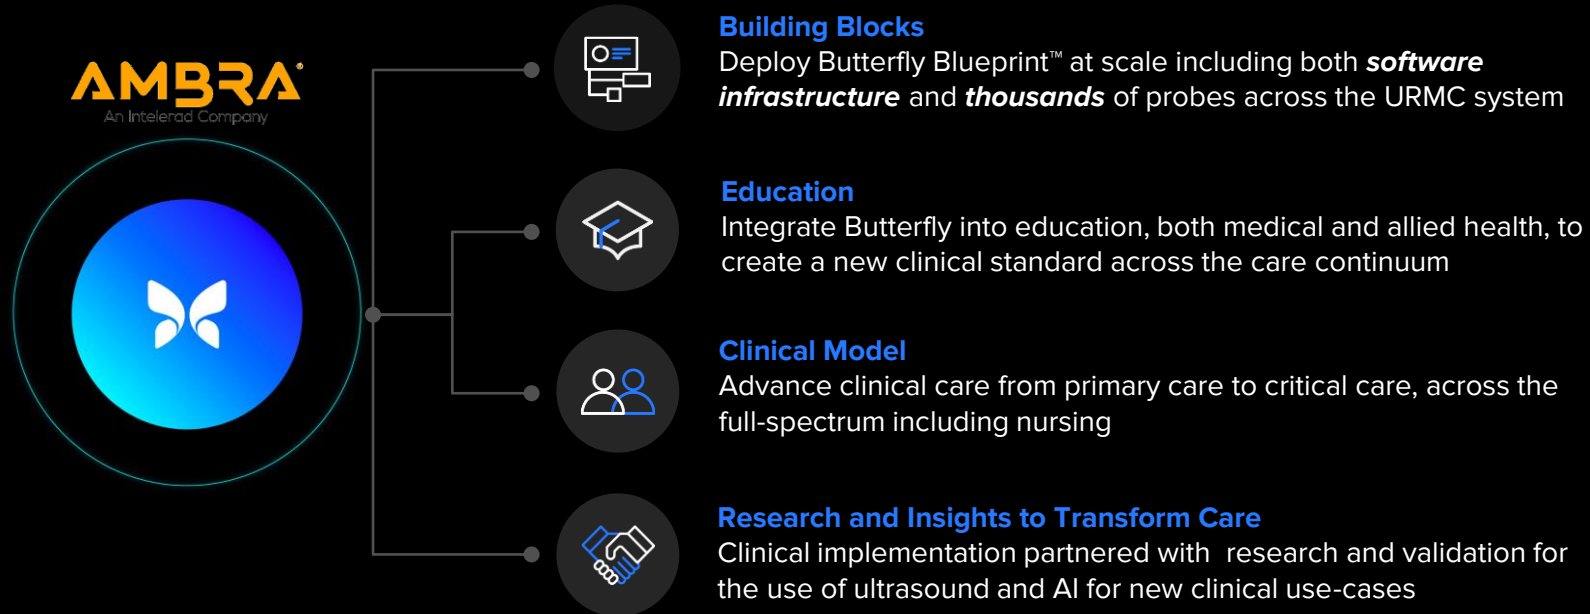 AMBRA®
An Intelerad Company
Building Blocks
Deploy Butterfly Blueprint™ at scale including both software
infrastructure and thousands of probes across the URMC system
Education
Integrate Butterfly into education, both medical and allied health, to
create a new clinical standard across the care continuum
Clinical Model
Advance clinical care from primary care to critical care, across the
full-spectrum including nursing
Research and Insights to Transform Care
Clinical implementation partnered with  research and validation for
the use of ultrasound and AI for new clinical use-cases